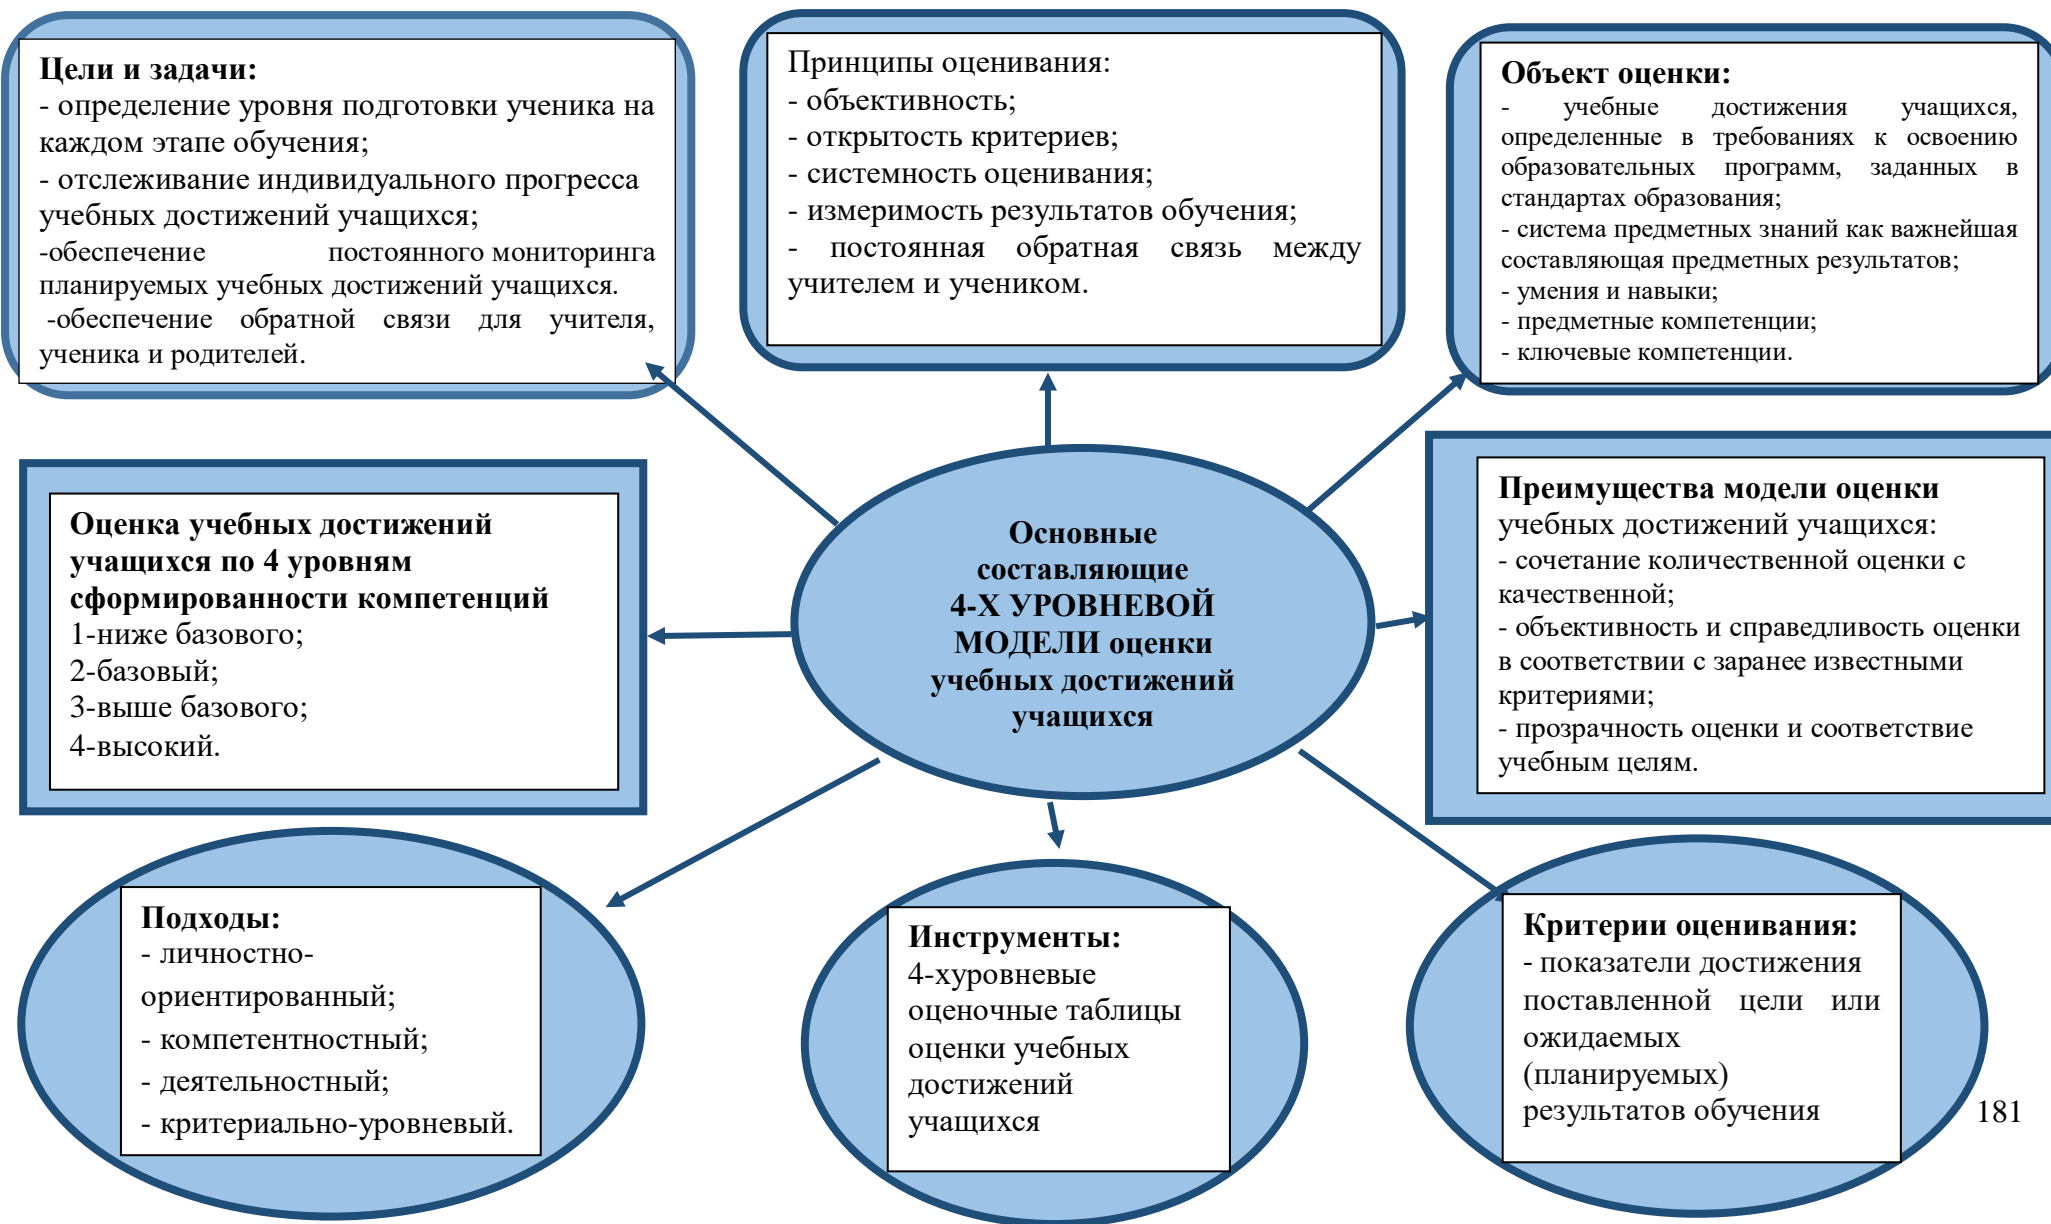 Цели и задачи:
- определение уровня подготовки ученика на
каждом этапе обучения;
- отслеживание индивидуального прогресса
учебных достижений учащихся;
-обеспечение постоянного мониторинга
планируемых учебных достижений учащихся.
-обеспечение обратной связи для учителя,
ученика и родителей.
Принципы оценивания:
- объективность;
- открытость критериев;
- системность оценивания;
- измеримость результатов обучения;
- постоянная обратная связь между
учителем и учеником.
Объект оценки:
- учебные достижения учащихся,
определенные в требованиях к освоению
образовательных программ, заданных в
стандартах образования;
- система предметных знаний как важнейшая
составляющая предметных результатов;
- умения и навыки;
- предметные компетенции;
- ключевые компетенции.
Оценка учебных достижений
учащихся по 4 уровням
сформированности компетенций
1-ниже базового;
2-базовый;
3-выше базового;
4-высокий.
Основные
составляющие
4-Х УРОВНЕВОЙ
МОДЕЛИ оценки
учебных достижений
учащихся
Преимущества модели оценки
учебных достижений учащихся:
- сочетание количественной оценки с
качественной;
- объективность и справедливость оценки
в соответствии с заранее известными
критериями;
- прозрачность оценки и соответствие
учебным целям.
Подходы:
- личностно-
ориентированный;
- компетентностный;
- деятельностный;
- критериально-уровневый.
Инструменты:
4-хуровневые
оценочные таблицы
оценки учебных
достижений
учащихся
Критерии оценивания:
- показатели достижения
поставленной цели или
ожидаемых
(планируемых)
результатов обучения
181